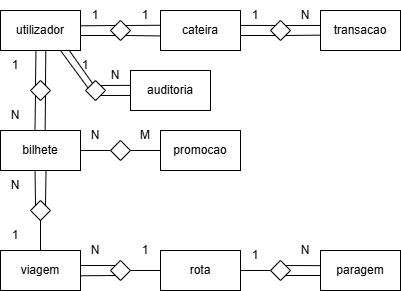 1 1 1 N
utilizador cateira transacao
1 1 N
auditoria
N N M
bilhete promocao
N
1 N 1 1 N
viagem rota paragem